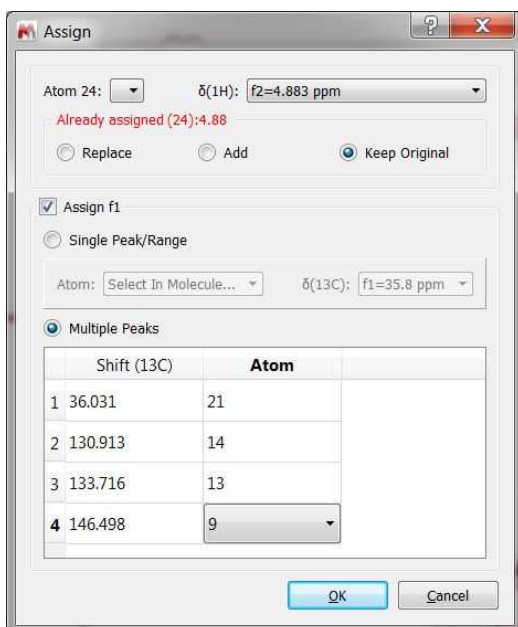 Assign
Atom 24: δ(1H): f2=4.883 ppm
Already assigned (24):4.88
Replace Add Keep Original
Assign f1
Single Peak/Range
Atom: Select In Molecule... δ(13C): f1=35.8 ppm
Multiple Peaks
Shift (13C) Atom
1 36.031 21
2 130.913 14
3 133.716 13
4 146.498 9
OK Cancel